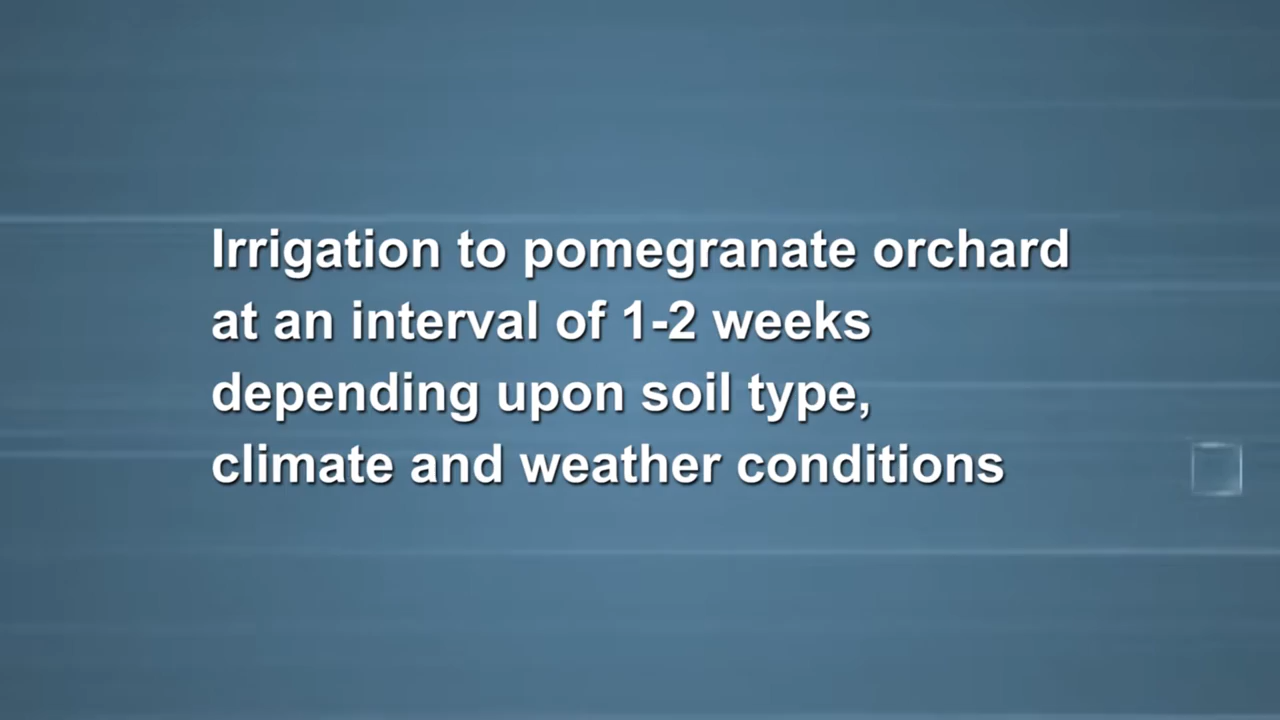 Irrigation to pomegranate orchard
at an interval of 1-2 weeks
depending upon soil type,
climate and weather conditions